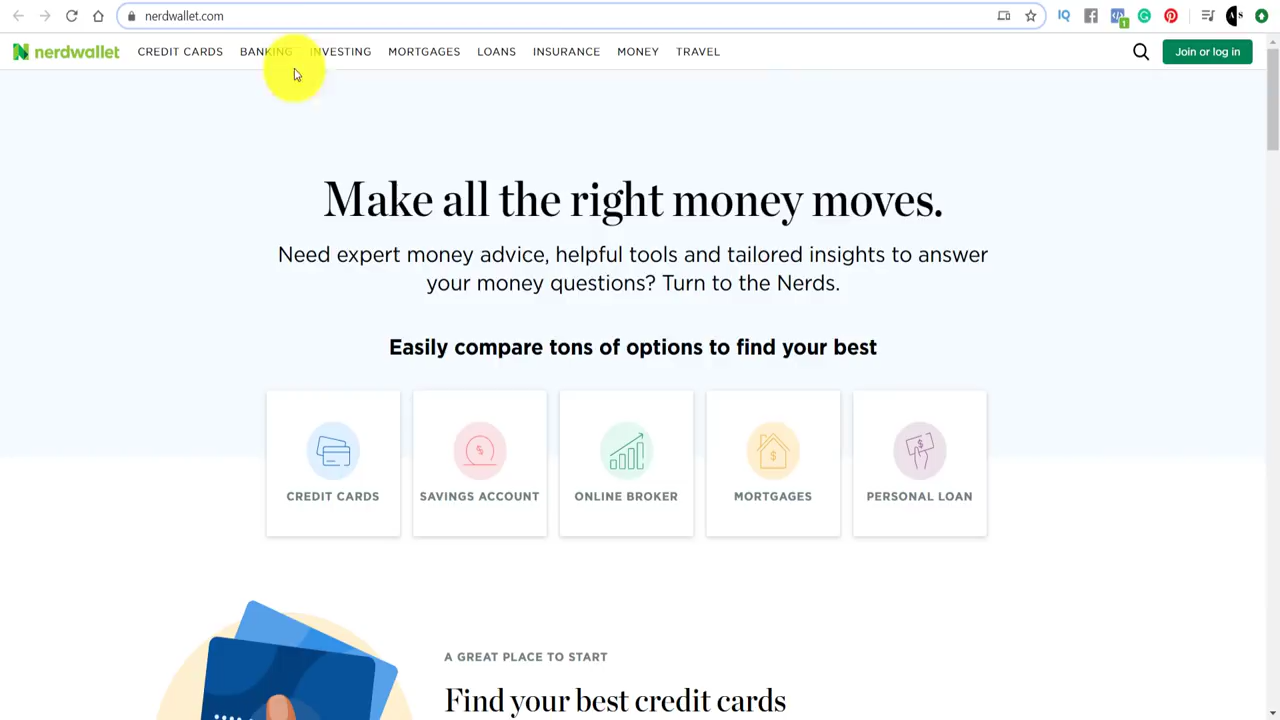 nerdwallet.com
IQ
1
A S
nerdwallet
CREDIT CARDS BANKING INVESTING MORTGAGES LOANS INSURANCE MONEY TRAVEL
Join or log in
Make all the right money moves.
Need expert money advice, helpful tools and tailored insights to answer
your money questions? Turn to the Nerds.
Easily compare tons of options to find your best
CREDIT CARDS
SAVINGS ACCOUNT
ONLINE BROKER
MORTGAGES
PERSONAL LOAN
A GREAT PLACE TO START
Find your best credit cards